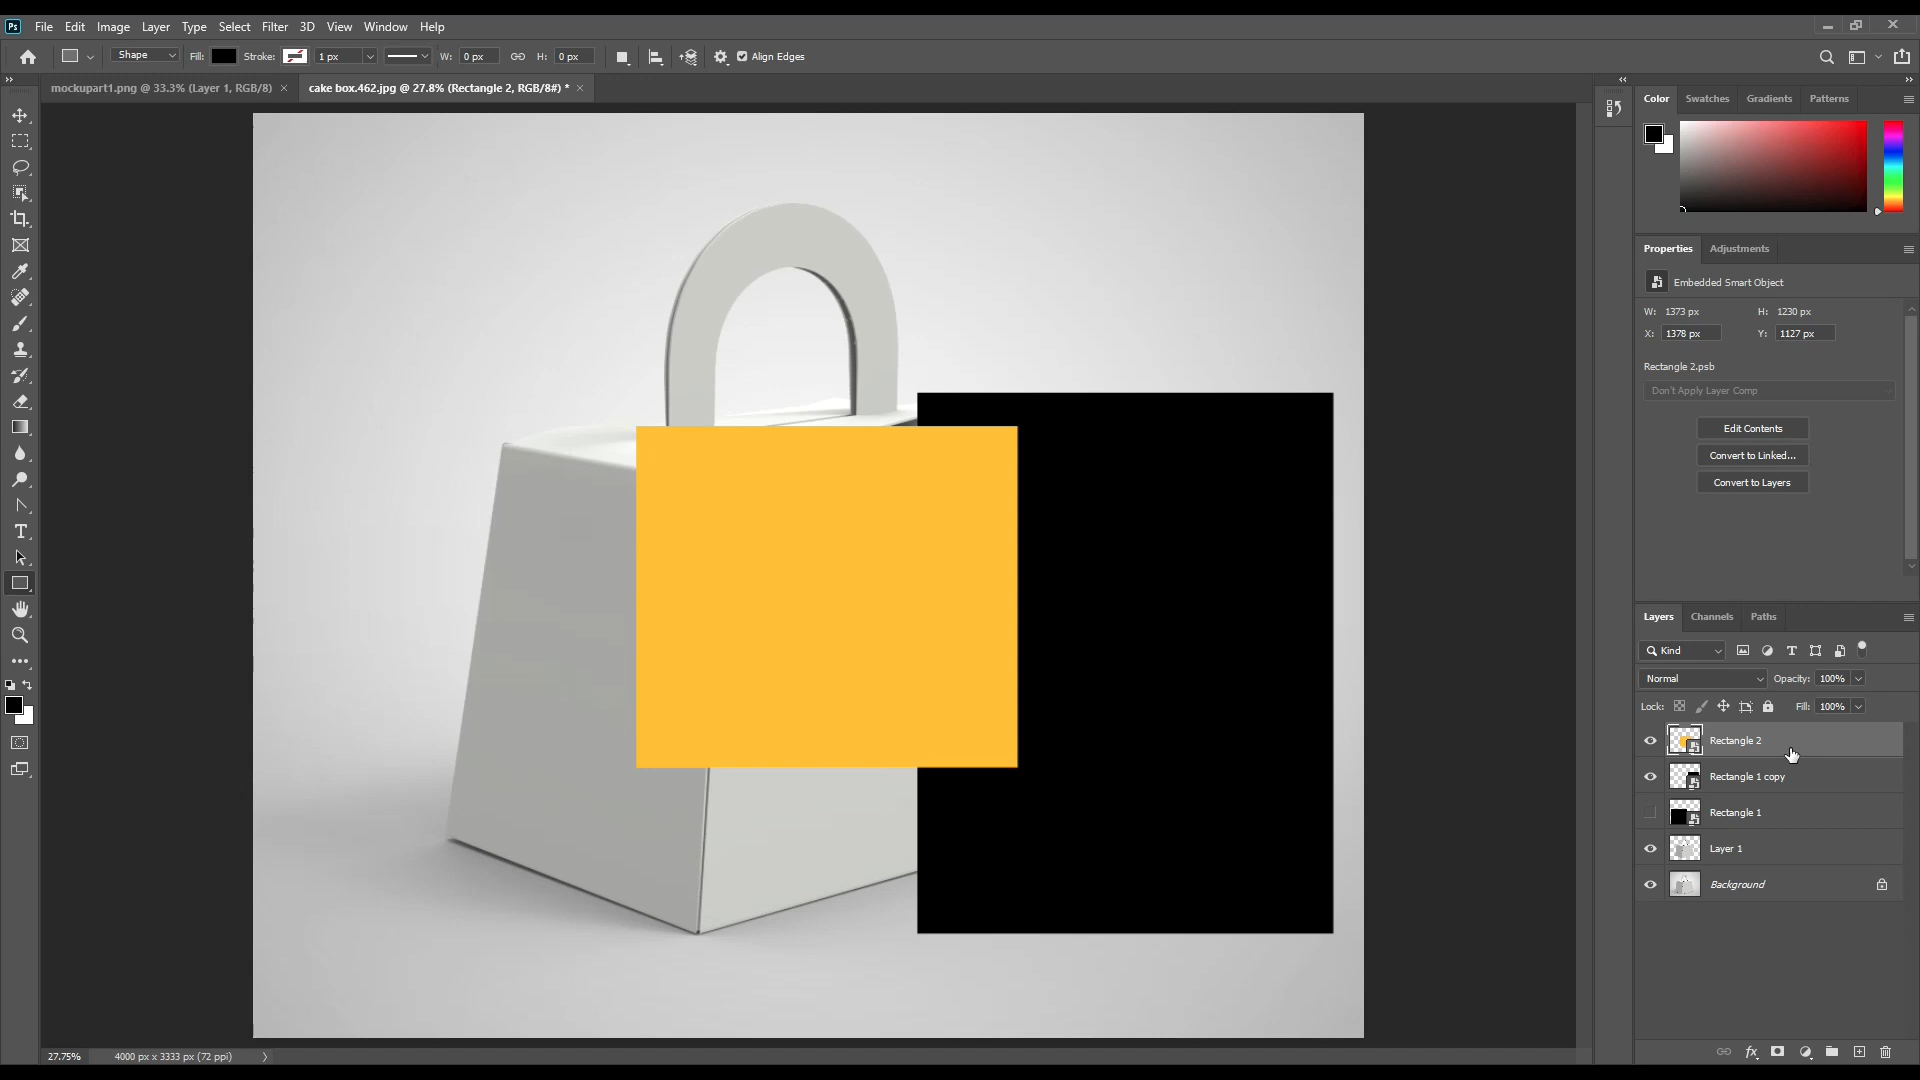 Ps File Edit Image Layer Type Select Filter 3D View Window Help
Shape Fill: Stroke: 1 px W: 0 px H: 0 px Align Edges
mockupart1.png @ 33.3% (Layer 1, RGB/8) × cake box.462.jpg @ 27.8% (Rectangle 2, RGB/8#) * ×
Color Swatches Gradients Patterns
Properties Adjustments
Embedded Smart Object
W: 1373 px H: 1230 px
X: 1378 px Y: 1127 px
Rectangle 2.psb
Don't Apply Layer Comp
Edit Contents
Convert to Linked...
Convert to Layers
Layers Channels Paths
Kind
Normal Opacity: 100%
Lock: Fill: 100%
Rectangle 2
Rectangle 1 copy
Rectangle 1
Layer 1
Background
27.75% 4000 px x 3333 px (72 ppi)